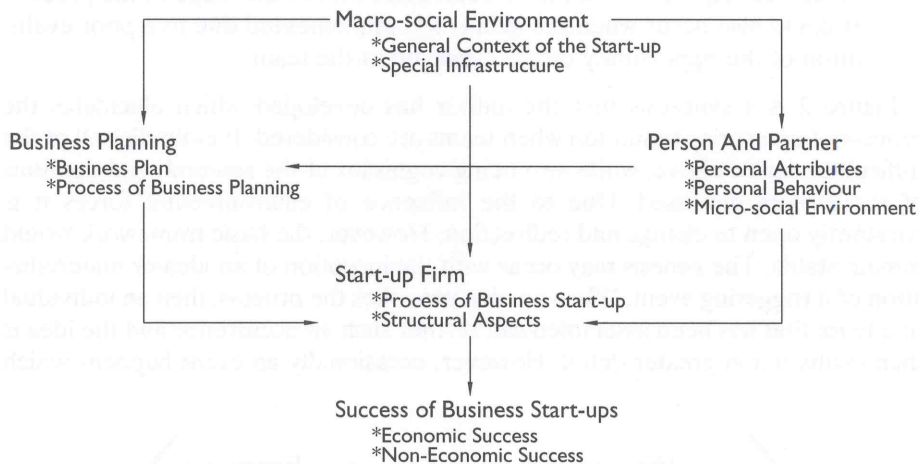 Macro-social Environment
*General Context of the Start-up
*Special Infrastructure
Business Planning
*Business Plan
*Process of Business Planning
Person And Partner
*Personal Attributes
*Personal Behaviour
*Micro-social Environment
Start-up Firm
*Process of Business Start-up
*Structural Aspects
Success of Business Start-ups
*Economic Success
*Non-Economic Success